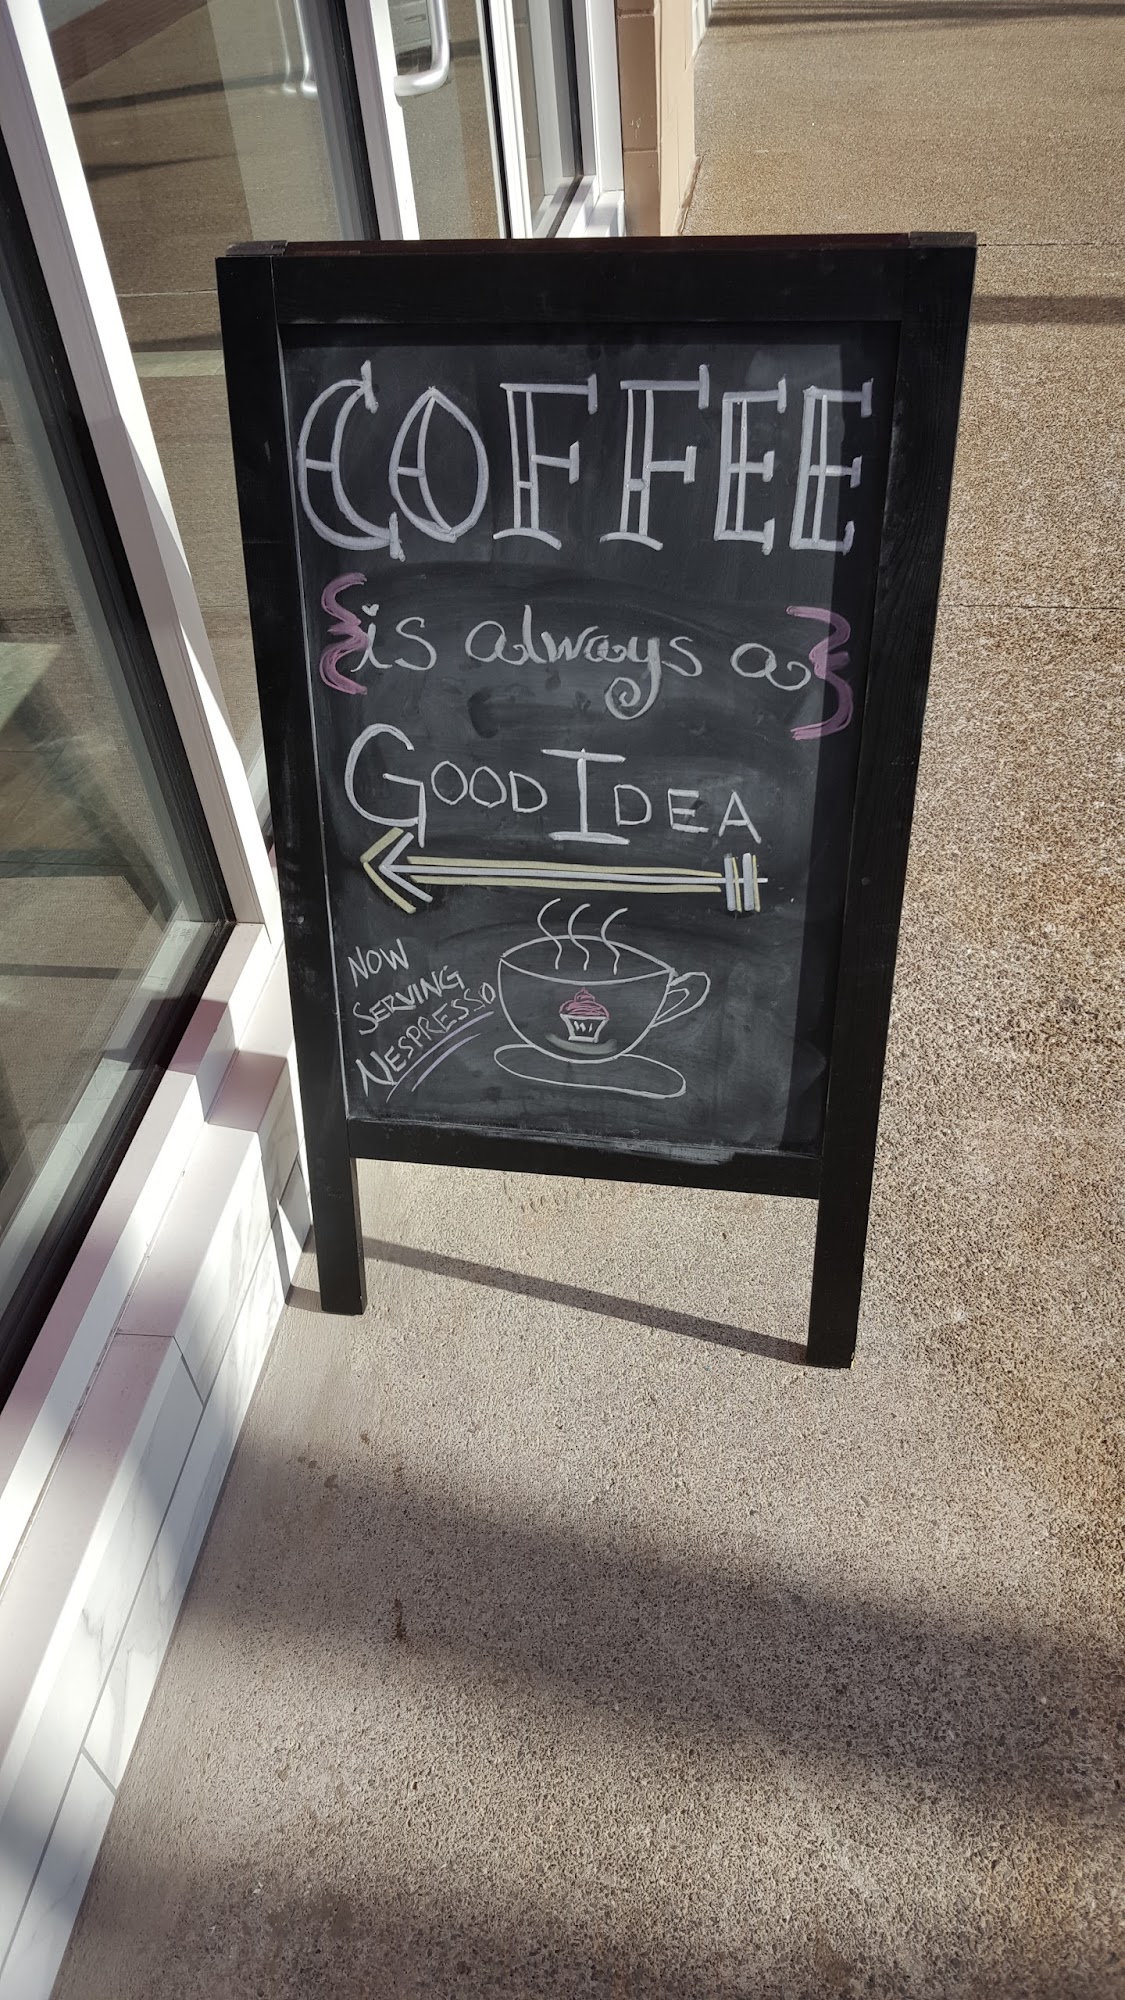 COFFEE
is always a
GOOD IDEA
NOW
SERVING
NESPRESSO